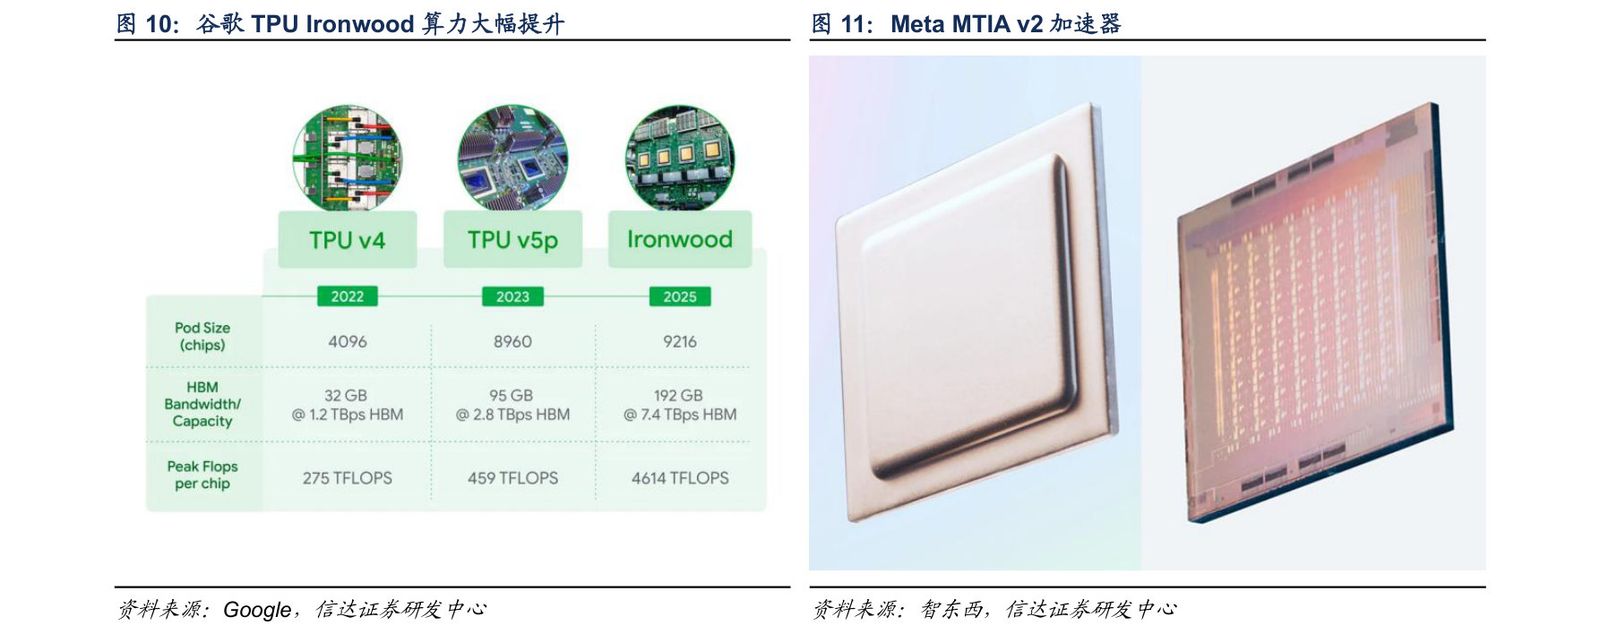 图 10：谷歌 TPU Ironwood 算力大幅提升
TPU v4
TPU v5p
Ironwood
2022
2023
2025
Pod Size
(chips)
4096
8960
9216
HBM
Bandwidth/
Capacity
32 GB
@ 1.2 TBps HBM
95 GB
@ 2.8 TBps HBM
192 GB
@ 7.4 TBps HBM
Peak Flops
per chip
275 TFLOPS
459 TFLOPS
4614 TFLOPS
资料来源：Google，信达证券研发中心
图 11：Meta MTIA v2 加速器
资料来源：智东西，信达证券研发中心